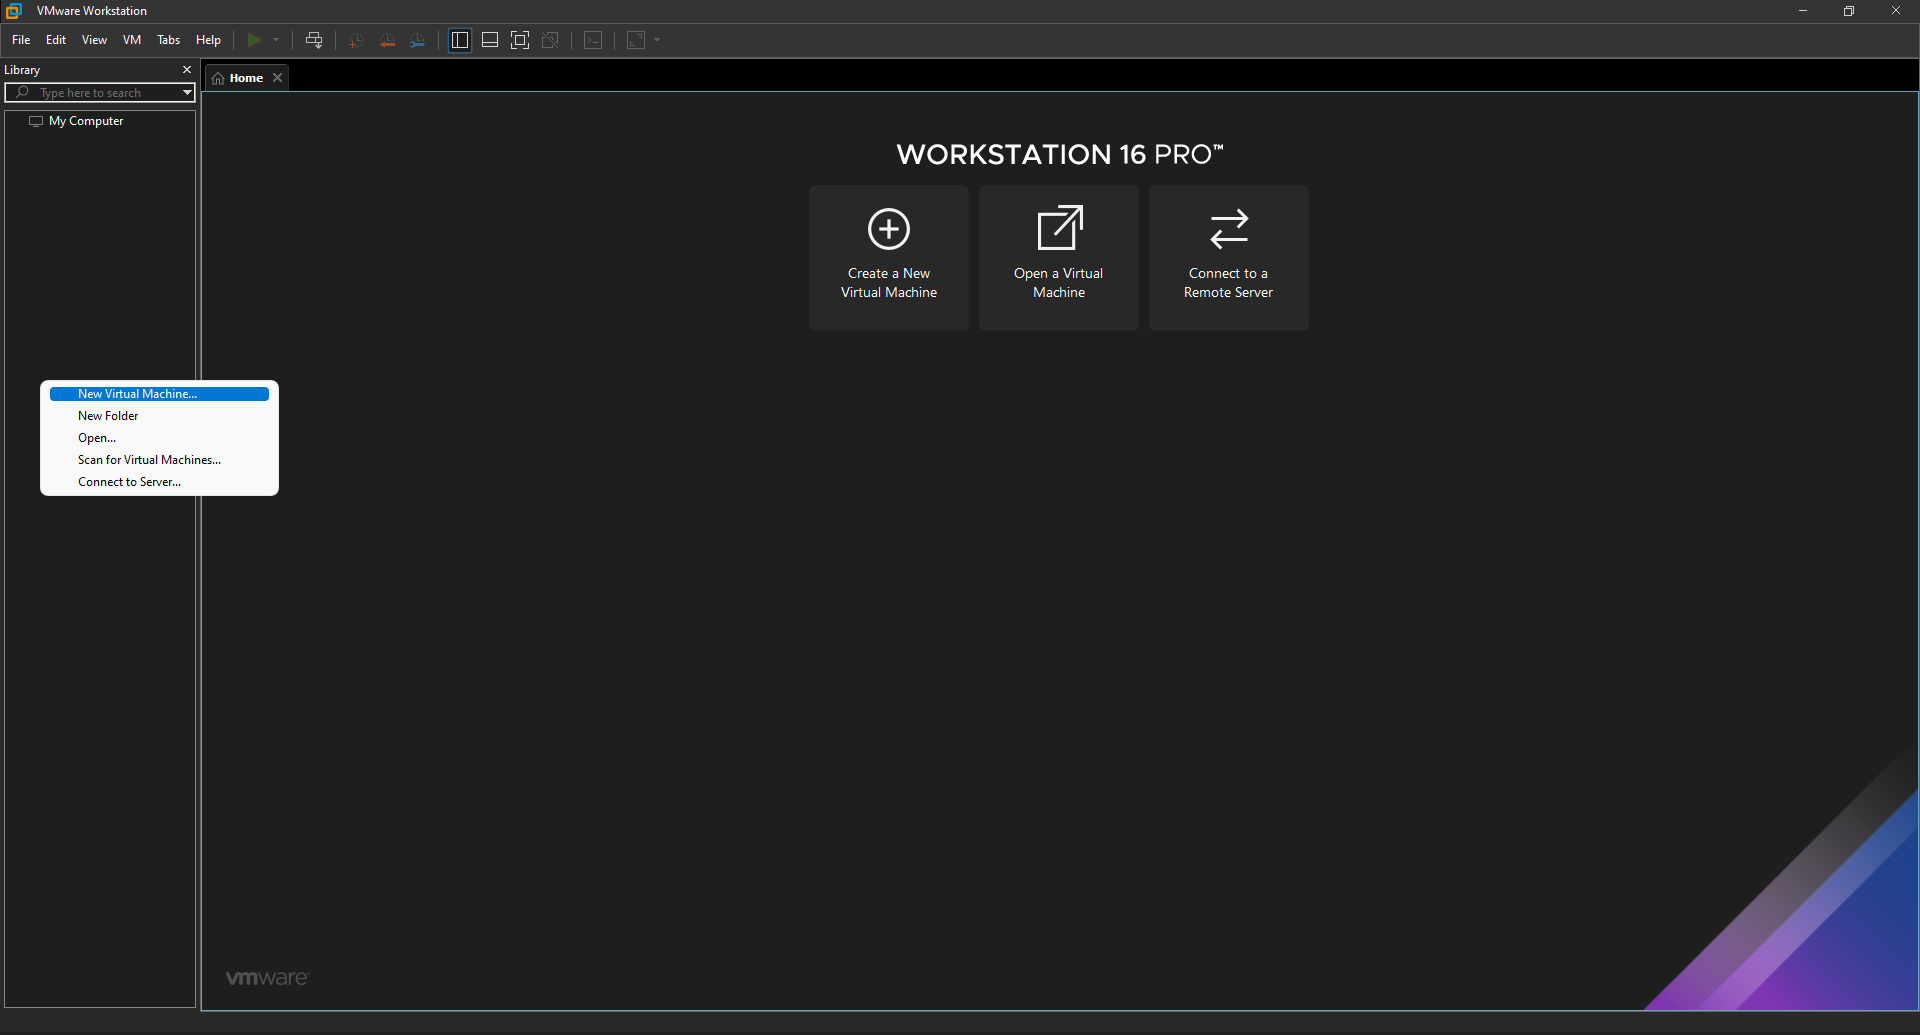 VMware Workstation
File Edit View VM Tabs Help
Library
Home
Type here to search
My Computer
WORKSTATION 16 PRO™
Create a New
Virtual Machine
Open a Virtual
Machine
Connect to a
Remote Server
New Virtual Machine...
New Folder
Open...
Scan for Virtual Machines...
Connect to Server...
vmware